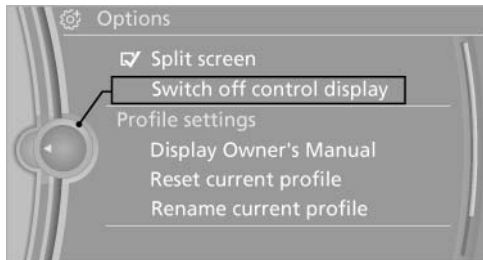 Options
Split screen
Switch off control display
Profile settings
Display Owner's Manual
Reset current profile
Rename current profile